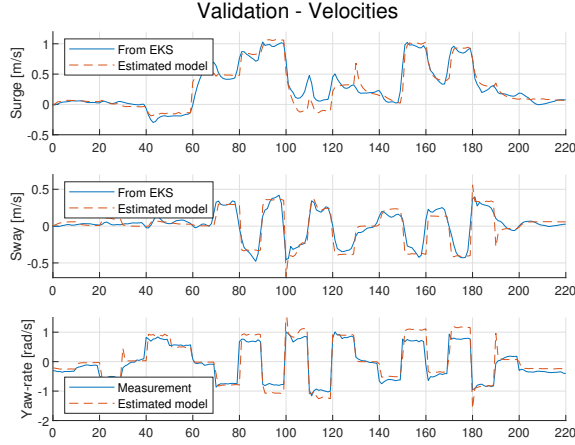 Validation - Velocities
Surge [m/s]
1
0.5
0
-0.5
From EKS
Estimated model
0 20 40 60 80 100 120 140 160 180 200 220
Sway [m/s]
0.5
0
-0.5
From EKS
Estimated model
0 20 40 60 80 100 120 140 160 180 200 220
Yaw-rate [rad/s]
1
0
-1
-2
Measurement
Estimated model
0 20 40 60 80 100 120 140 160 180 200 220